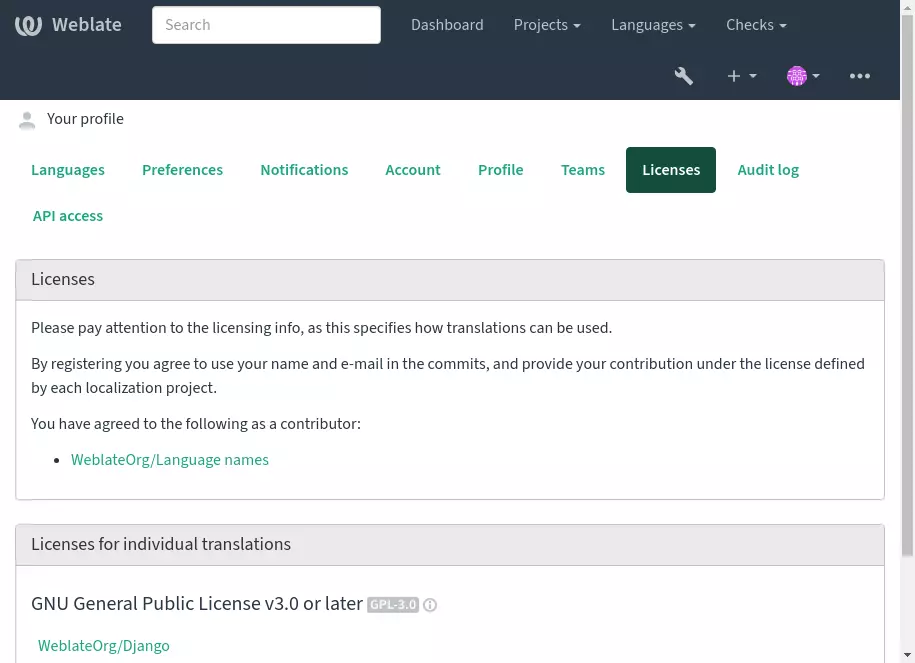 Weblate
Search
Dashboard
Projects
Languages
Checks
Your profile
Languages
Preferences
Notifications
Account
Profile
Teams
Licenses
Audit log
API access
Licenses
Please pay attention to the licensing info, as this specifies how translations can be used.
By registering you agree to use your name and e-mail in the commits, and provide your contribution under the license defined
by each localization project.
You have agreed to the following as a contributor:
WeblateOrg/Language names
Licenses for individual translations
GNU General Public License v3.0 or later GPL-3.0
WeblateOrg/Django